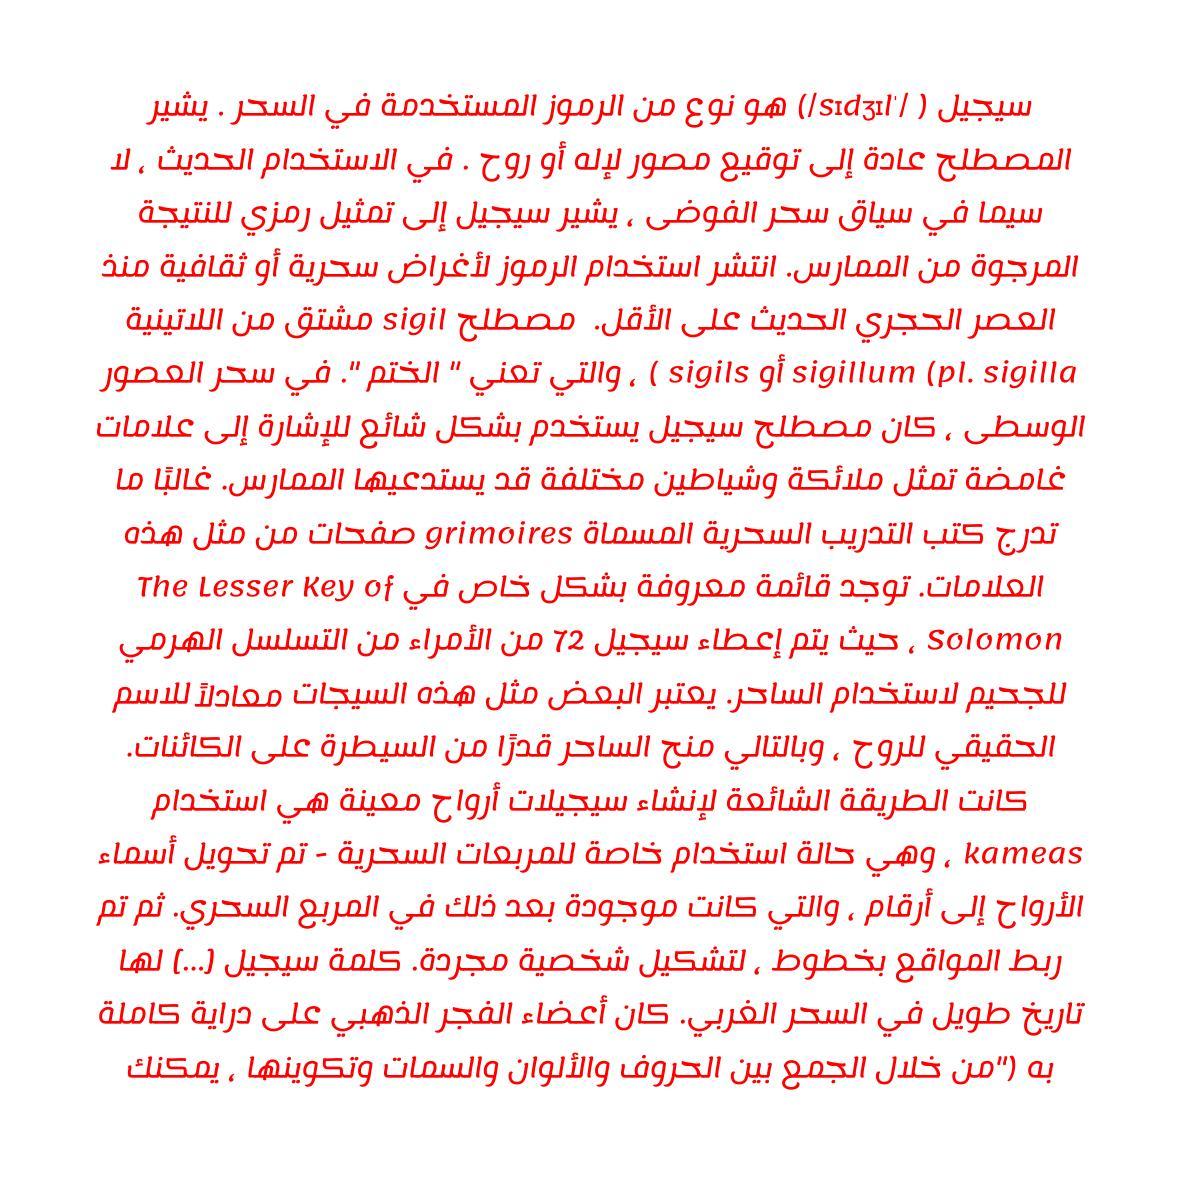 سيجيل ( /ˈsɪdʒɪl/) هو نوع من الرموز المستخدمة في السحر . يشير
المصطلح عادة إلى توقيع مصور لإله أو روح . في الاستخدام الحديث ، لا
سيما في سياق سحر الفوضى ، يشير سيجيل إلى تمثيل رمزي للنتيجة
المرجوة من الممارس. انتشر استخدام الرموز لأغراض سحرية أو ثقافية منذ
العصر الحجري الحديث على الأقل.  مصطلح sigil مشتق من اللاتينية
sigillum (pl. sigilla أو sigils ) ، والتي تعني " الختم ". في سحر العصور
الوسطى ، كان مصطلح سيجيل يستخدم بشكل شائع للإشارة إلى علامات
غامضة تمثل ملائكة وشياطين مختلفة قد يستدعيها الممارس. غالبًا ما
تدرج كتب التدريب السحرية المسماة grimoires صفحات من مثل هذه
العلامات. توجد قائمة معروفة بشكل خاص في The Lesser Key of
Solomon ، حيث يتم إعطاء سيجيل 72 من الأمراء من التسلسل الهرمي
للجحيم لاستخدام الساحر. يعتبر البعض مثل هذه السيجات معادلاً للاسم
الحقيقي للروح ، وبالتالي منح الساحر قدرًا من السيطرة على الكائنات.
كانت الطريقة الشائعة لإنشاء سيجيلات أرواح معينة هي استخدام
kameas ، وهي حالة استخدام خاصة للمربعات السحرية - تم تحويل أسماء
الأرواح إلى أرقام ، والتي كانت موجودة بعد ذلك في المربع السحري. ثم تم
ربط المواقع بخطوط ، لتشكيل شخصية مجردة. كلمة سيجيل (...) لها
تاريخ طويل في السحر الغربي. كان أعضاء الفجر الذهبي على دراية كاملة
به ("من خلال الجمع بين الحروف والألوان والسمات وتكوينها ، يمكنك